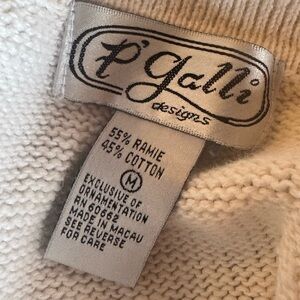 P'galli
designs
55% RAMIE
45% COTTON
M
EXCLUSIVE OF
ORNAMENTATION
RN 60662
MADE IN MACAU
SEE REVERSE
FOR CARE